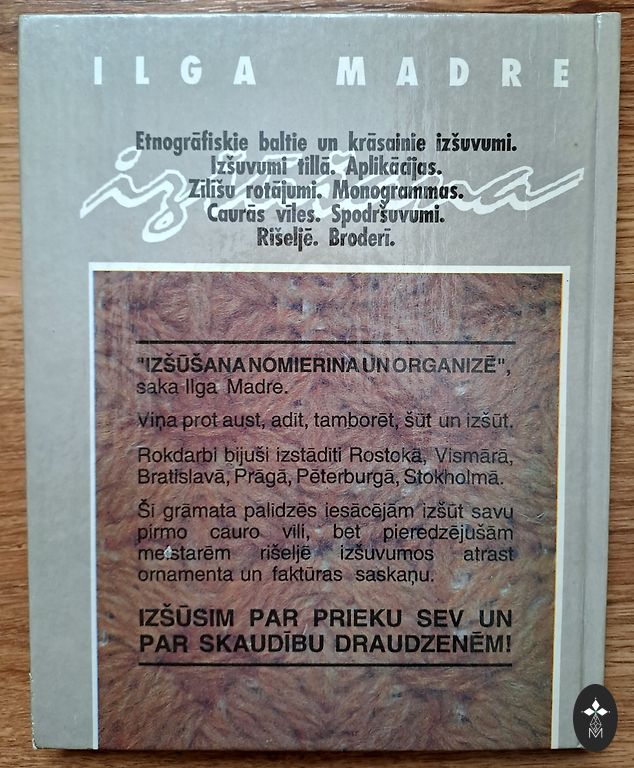 ILGA MADRE
izšūšana
Etnogrāfiskie baltie un krāsainie izšuvumi.
Izšuvumi tillā. Aplikācijas.
Zīlīšu rotājumi. Monogrammas.
Caurās vīles. Spodršuvumi.
Rišeljē. Broderī.
"IZŠŪŠANA NOMIERINA UN ORGANIZĒ",
saka Ilga Madre.
Viņa prot aust, adīt, tamborēt, šūt un izšūt.
Rokdarbi bijuši izstādīti Rostokā, Vismārā,
Bratislavā, Prāgā, Pēterburgā, Stokholmā.
Šī grāmata palīdzēs iesācējām izšūt savu
pirmo cauro vīli, bet pieredzējušām
meistarēm rišeljē izšuvumos atrast
ornamenta un faktūras saskaņu.
IZŠŪSIM PAR PRIEKU SEV UN
PAR SKAUDĪBU DRAUDZENĒM!
M